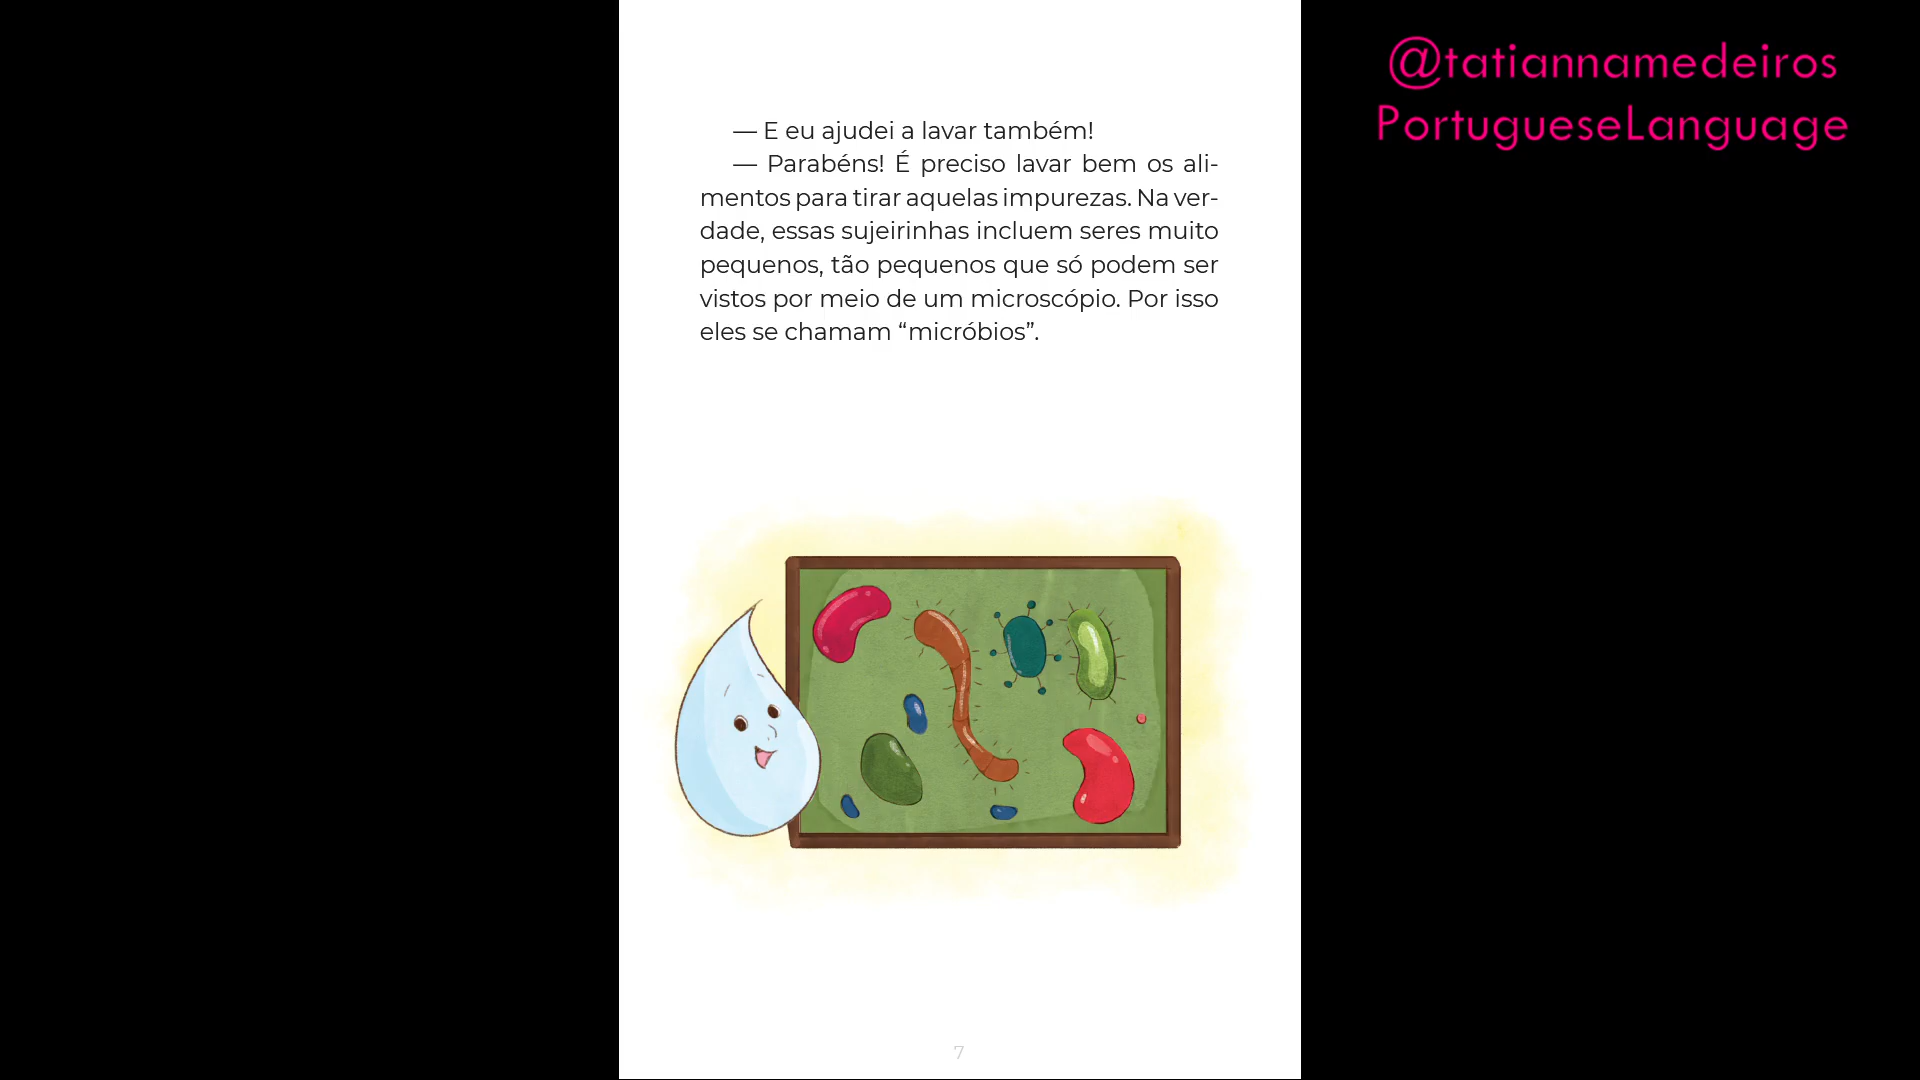 — E eu ajudei a lavar também!
— Parabéns! É preciso lavar bem os ali-
mentos para tirar aquelas impurezas. Na ver-
dade, essas sujeirinhas incluem seres muito
pequenos, tão pequenos que só podem ser
vistos por meio de um microscópio. Por isso
eles se chamam “micróbios”.
7
@tatiannamedeiros
PortugueseLanguage